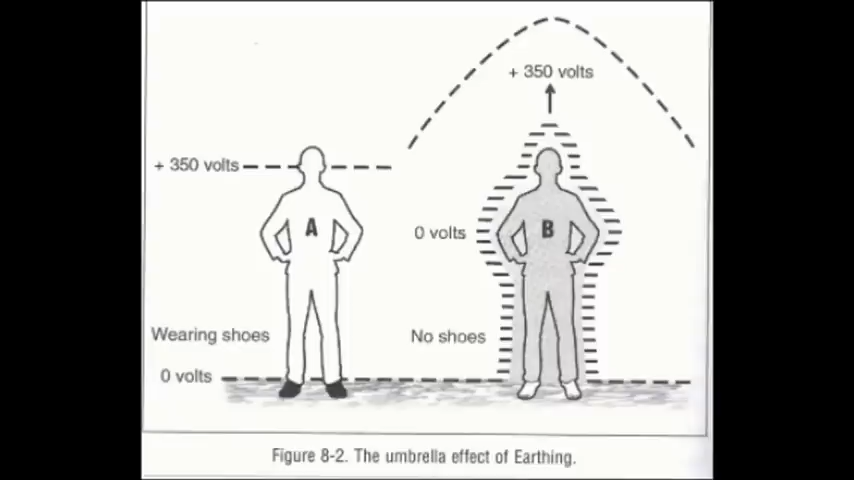 + 350 volts
+ 350 volts
A
B
0 volts
Wearing shoes
No shoes
0 volts
Figure 8-2. The umbrella effect of Earthing.